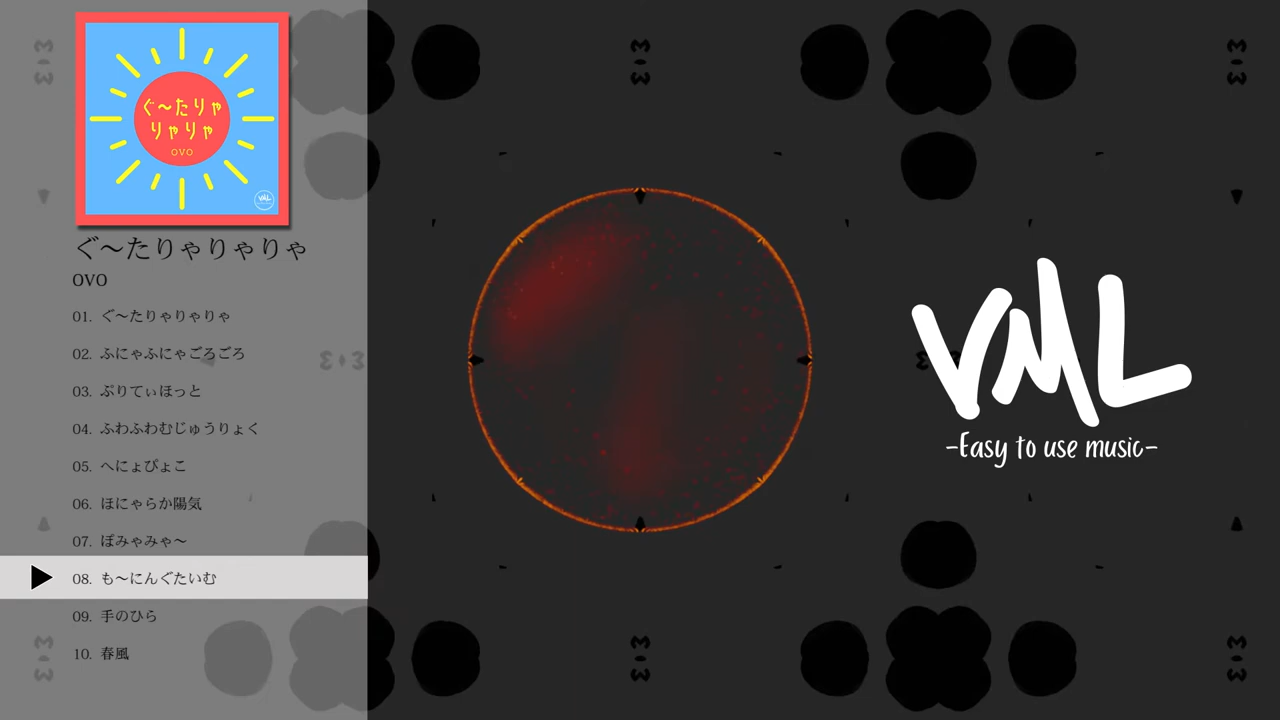 ぐ〜たりゃ
りゃりゃ
OVO
VML
ぐ〜たりゃりゃりゃ
OVO
01. ぐ〜たりゃりゃりゃ
02. ふにゃふにゃごろごろ
03. ぷりてぃほっと
04. ふわふわむじゅうりょく
05. へにょぴょこ
06. ほにゃらか陽気
07. ぽみゃみゃ〜
08. も〜にんぐたいむ
09. 手のひら
10. 春風
VML
-Easy to use music-